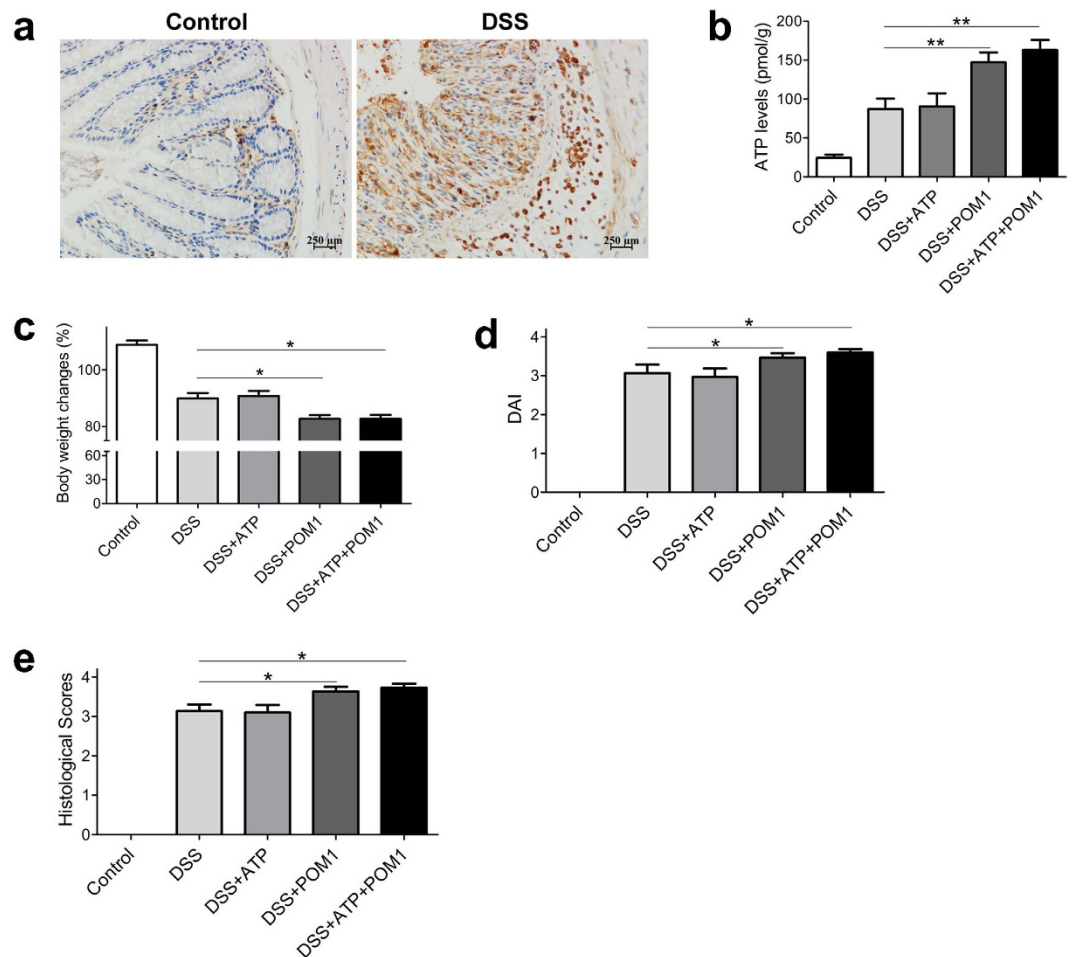 a
Control
DSS
250 µm
250 µm
b
ATP levels (pmol/g)
200
150
100
50
0
**
**
Control
DSS
DSS+ATP
DSS+POM1
DSS+ATP+POM1
c
Body weight changes (%)
100
80
60
30
0
*
*
Control
DSS
DSS+ATP
DSS+POM1
DSS+ATP+POM1
d
DAI
4
3
2
1
0
*
*
Control
DSS
DSS+ATP
DSS+POM1
DSS+ATP+POM1
e
Histological Scores
4
3
2
1
0
*
*
Control
DSS
DSS+ATP
DSS+POM1
DSS+ATP+POM1